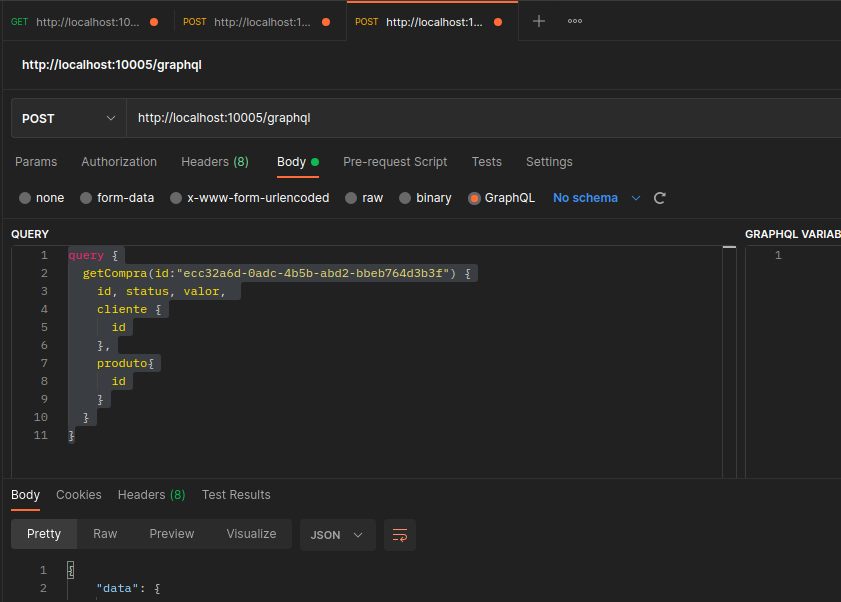 GET http://localhost:10... POST http://localhost:1... POST http://localhost:1...
http://localhost:10005/graphql
POST http://localhost:10005/graphql
Params Authorization Headers (8) Body Pre-request Script Tests Settings
none form-data x-www-form-urlencoded raw binary GraphQL No schema
QUERY GRAPHQL VARIAB
1 query { 1
2 getCompra(id:"ecc32a6d-0adc-4b5b-abd2-bbeb764d3b3f") {
3 id, status, valor,
4 cliente {
5 id
6 },
7 produto{
8 id
9 }
10 }
11 }
Body Cookies Headers (8) Test Results
Pretty Raw Preview Visualize JSON
1 {
2 "data": {